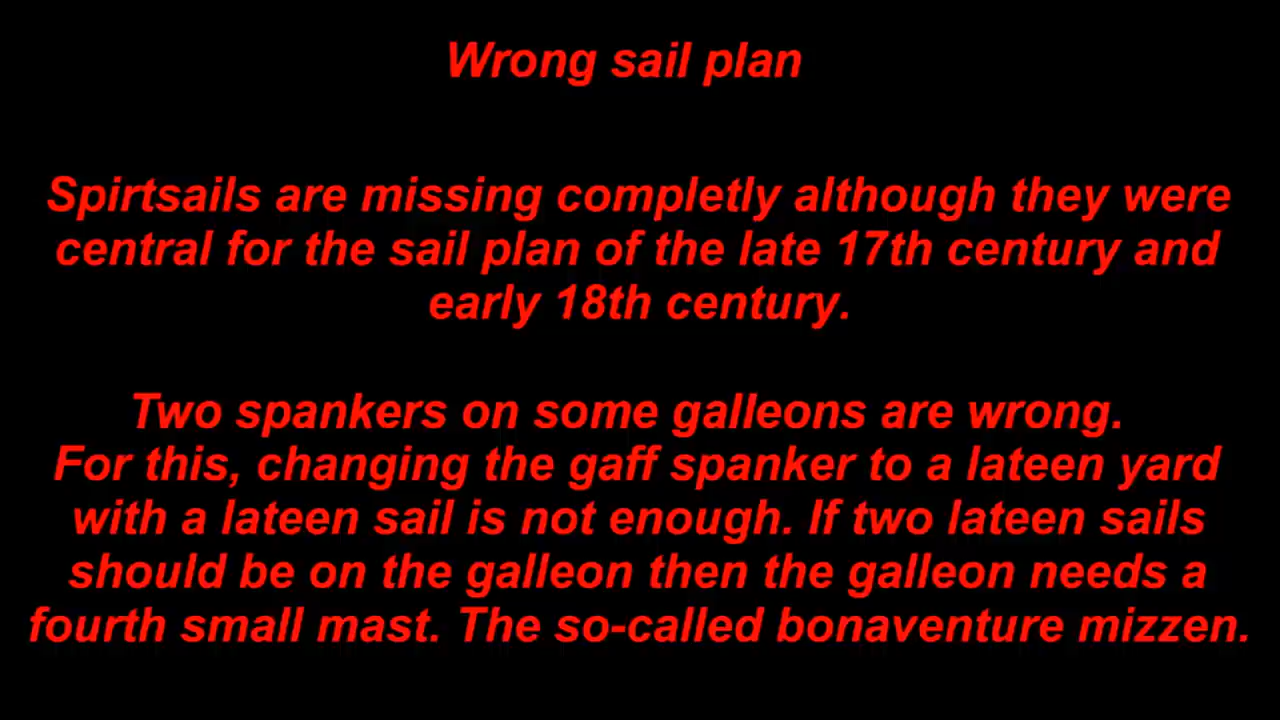 Wrong sail plan
Spirtsails are missing completly although they were
central for the sail plan of the late 17th century and
early 18th century.
Two spankers on some galleons are wrong.
For this, changing the gaff spanker to a lateen yard
with a lateen sail is not enough. If two lateen sails
should be on the galleon then the galleon needs a
fourth small mast. The so-called bonaventure mizzen.